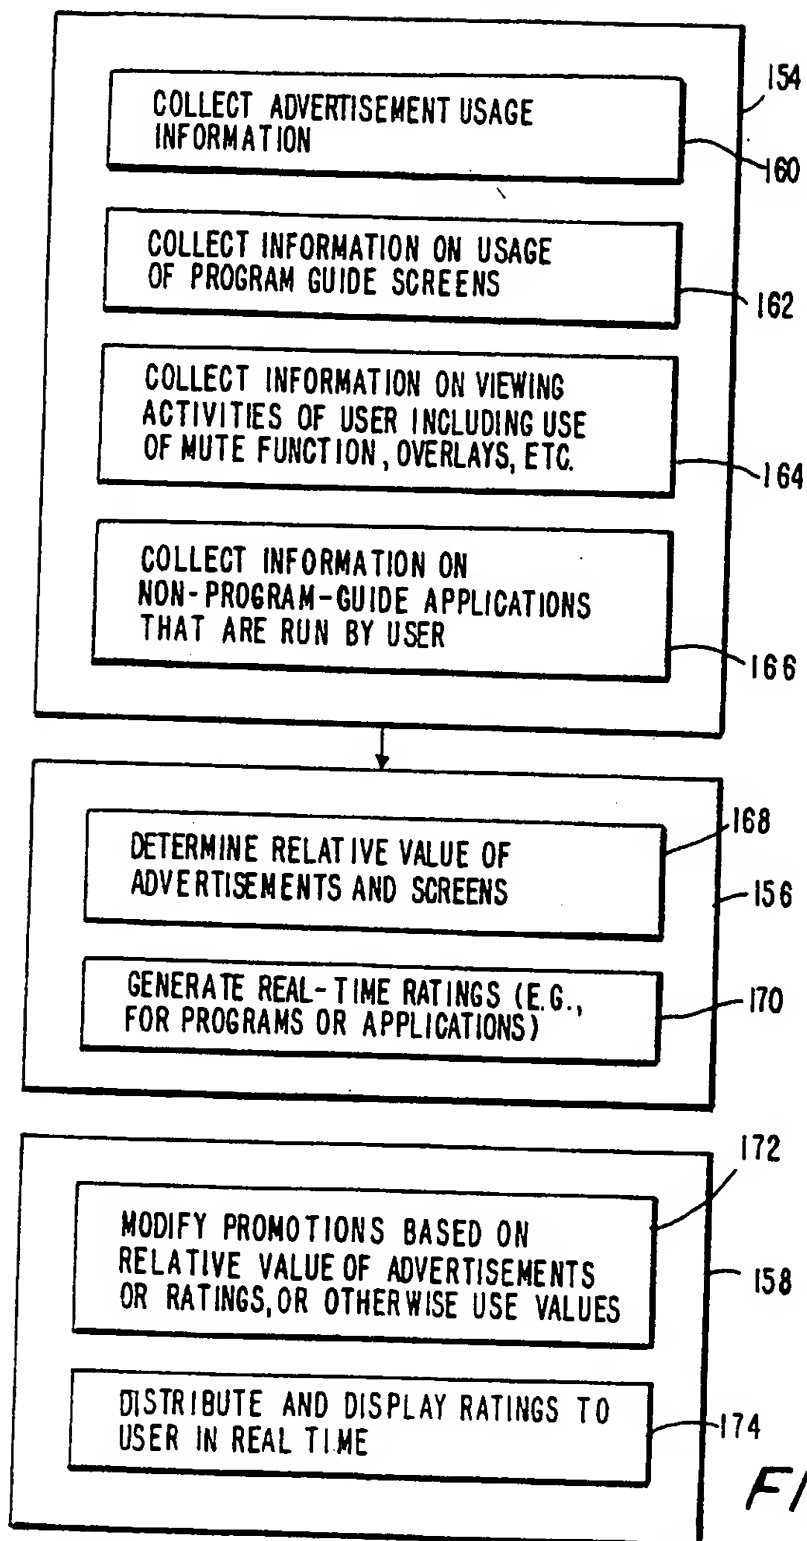 154
COLLECT ADVERTISEMENT USAGE
INFORMATION
160
COLLECT INFORMATION ON USAGE
OF PROGRAM GUIDE SCREENS
162
COLLECT INFORMATION ON VIEWING
ACTIVITIES OF USER INCLUDING USE
OF MUTE FUNCTION, OVERLAYS, ETC.
164
COLLECT INFORMATION ON
NON-PROGRAM-GUIDE APPLICATIONS
THAT ARE RUN BY USER
166
168
DETERMINE RELATIVE VALUE OF
ADVERTISEMENTS AND SCREENS
156
GENERATE REAL-TIME RATINGS (E.G.,
FOR PROGRAMS OR APPLICATIONS)
170
172
MODIFY PROMOTIONS BASED ON
RELATIVE VALUE OF ADVERTISEMENTS
OR RATINGS, OR OTHERWISE USE VALUES
158
DISTRIBUTE AND DISPLAY RATINGS TO
USER IN REAL TIME
174